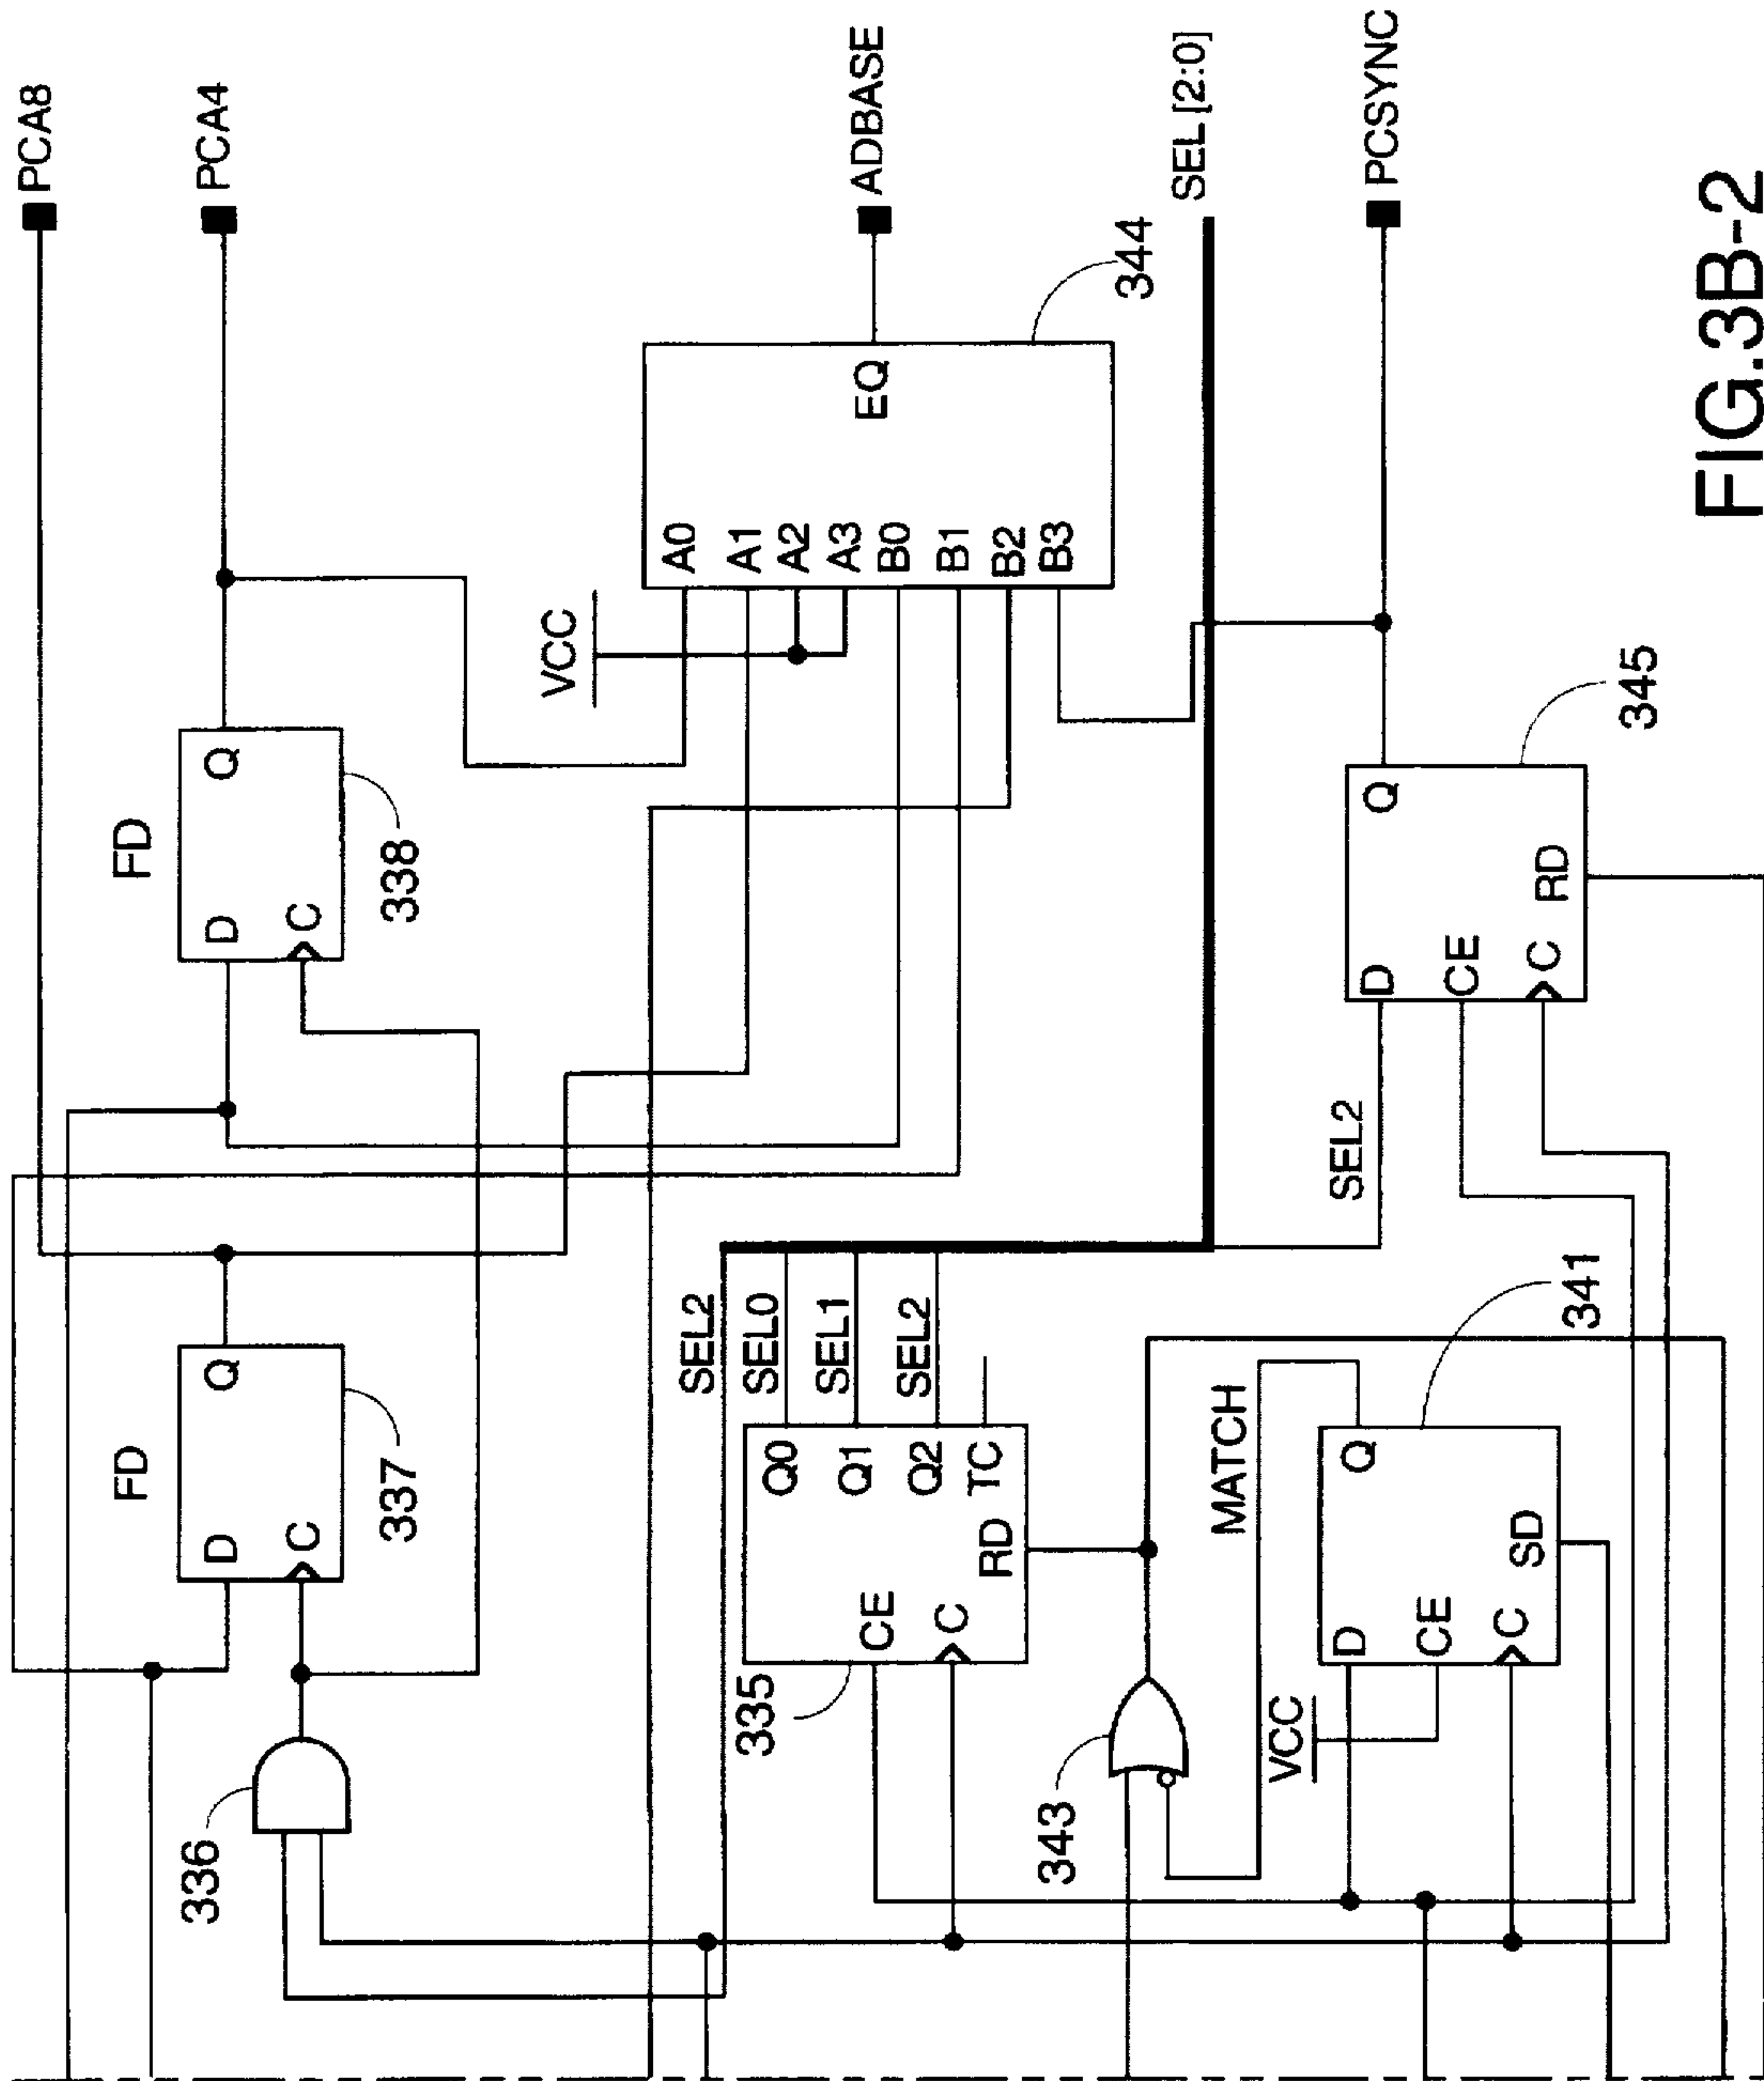 PCA8
PCA4
FD
FD
D
Q
C
337
D
Q
C
338
336
VCC
A0
A1
A2
A3
B0
B1
B2
B3
EQ
344
ADBASE
SEL2
SEL0
SEL1
SEL2
Q0
Q1
Q2
TC
CE
C
RD
335
SEL [2:0]
343
MATCH
VCC
D
Q
CE
C
SD
341
SEL2
D
Q
CE
C
RD
345
PCSYNC
FIG.3B-2